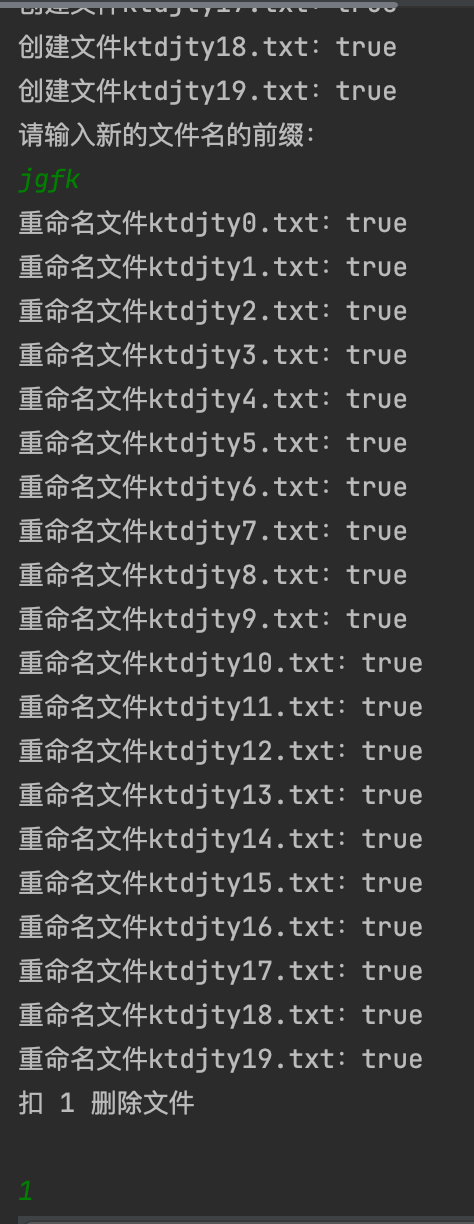 创建文件ktdjty17.txt: true
创建文件ktdjty18.txt: true
创建文件ktdjty19.txt: true
请输入新的文件名的前缀:
jgfk
重命名文件ktdjty0.txt: true
重命名文件ktdjty1.txt: true
重命名文件ktdjty2.txt: true
重命名文件ktdjty3.txt: true
重命名文件ktdjty4.txt: true
重命名文件ktdjty5.txt: true
重命名文件ktdjty6.txt: true
重命名文件ktdjty7.txt: true
重命名文件ktdjty8.txt: true
重命名文件ktdjty9.txt: true
重命名文件ktdjty10.txt: true
重命名文件ktdjty11.txt: true
重命名文件ktdjty12.txt: true
重命名文件ktdjty13.txt: true
重命名文件ktdjty14.txt: true
重命名文件ktdjty15.txt: true
重命名文件ktdjty16.txt: true
重命名文件ktdjty17.txt: true
重命名文件ktdjty18.txt: true
重命名文件ktdjty19.txt: true
扣 1 删除文件
1